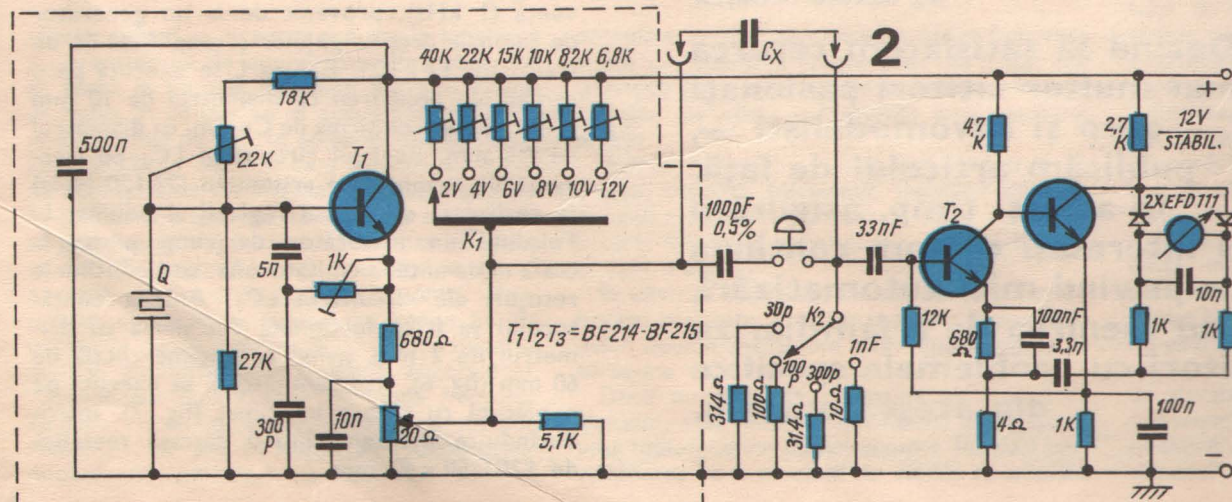 40K 22K 15K 10K 8,2K 6,8K
Cx
2
+
18K
4,7
K
2,7
K
12V
STABIL.
500n
22K
T1
2V 4V 6V 8V 10V 12V
2XEFD111
K1
100pF
0,5%
33nF
T2
5n
1K
10n
Q
T1T2T3=BF214-BF215
30p
K2
1nF
12K
100nF
680
Ω
3,3n
1K
1K
680Ω
27K
100
p
300p
314Ω
100Ω
31,4Ω
10Ω
300
p
10n
20Ω
5,1K
4Ω
1K
100n
-